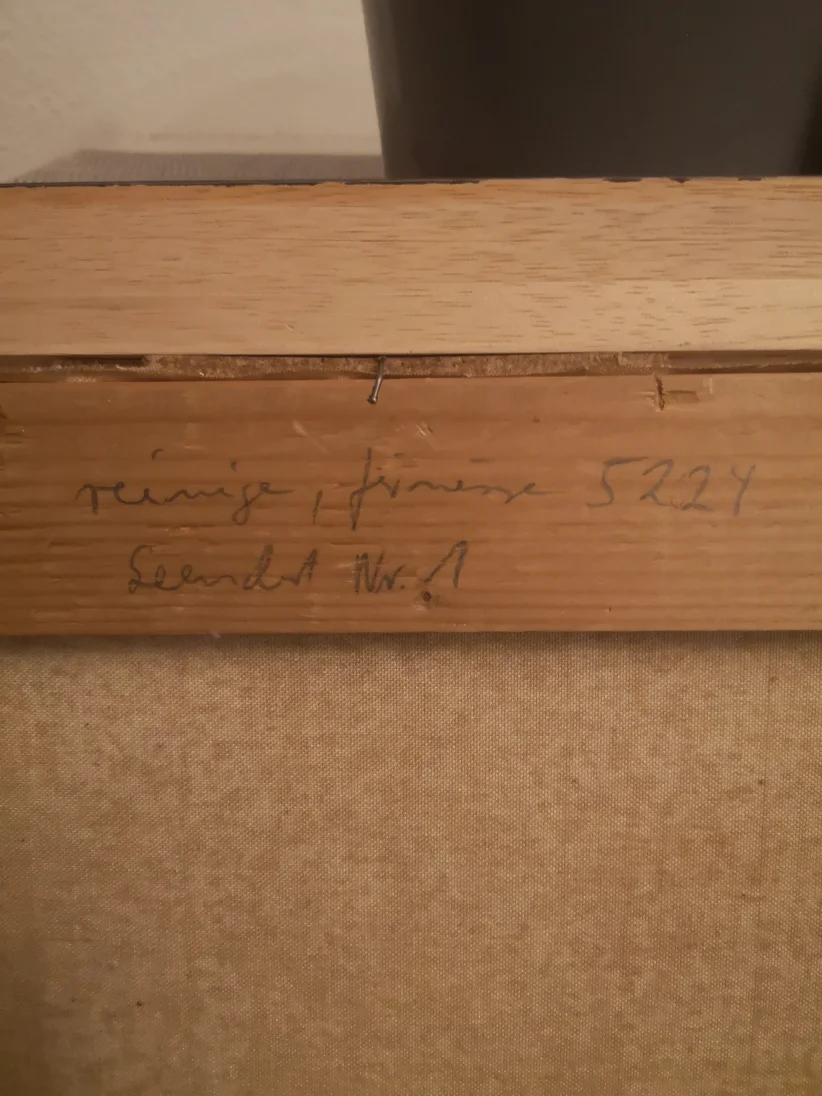 reinige, firnisse 5224
Nr. 1